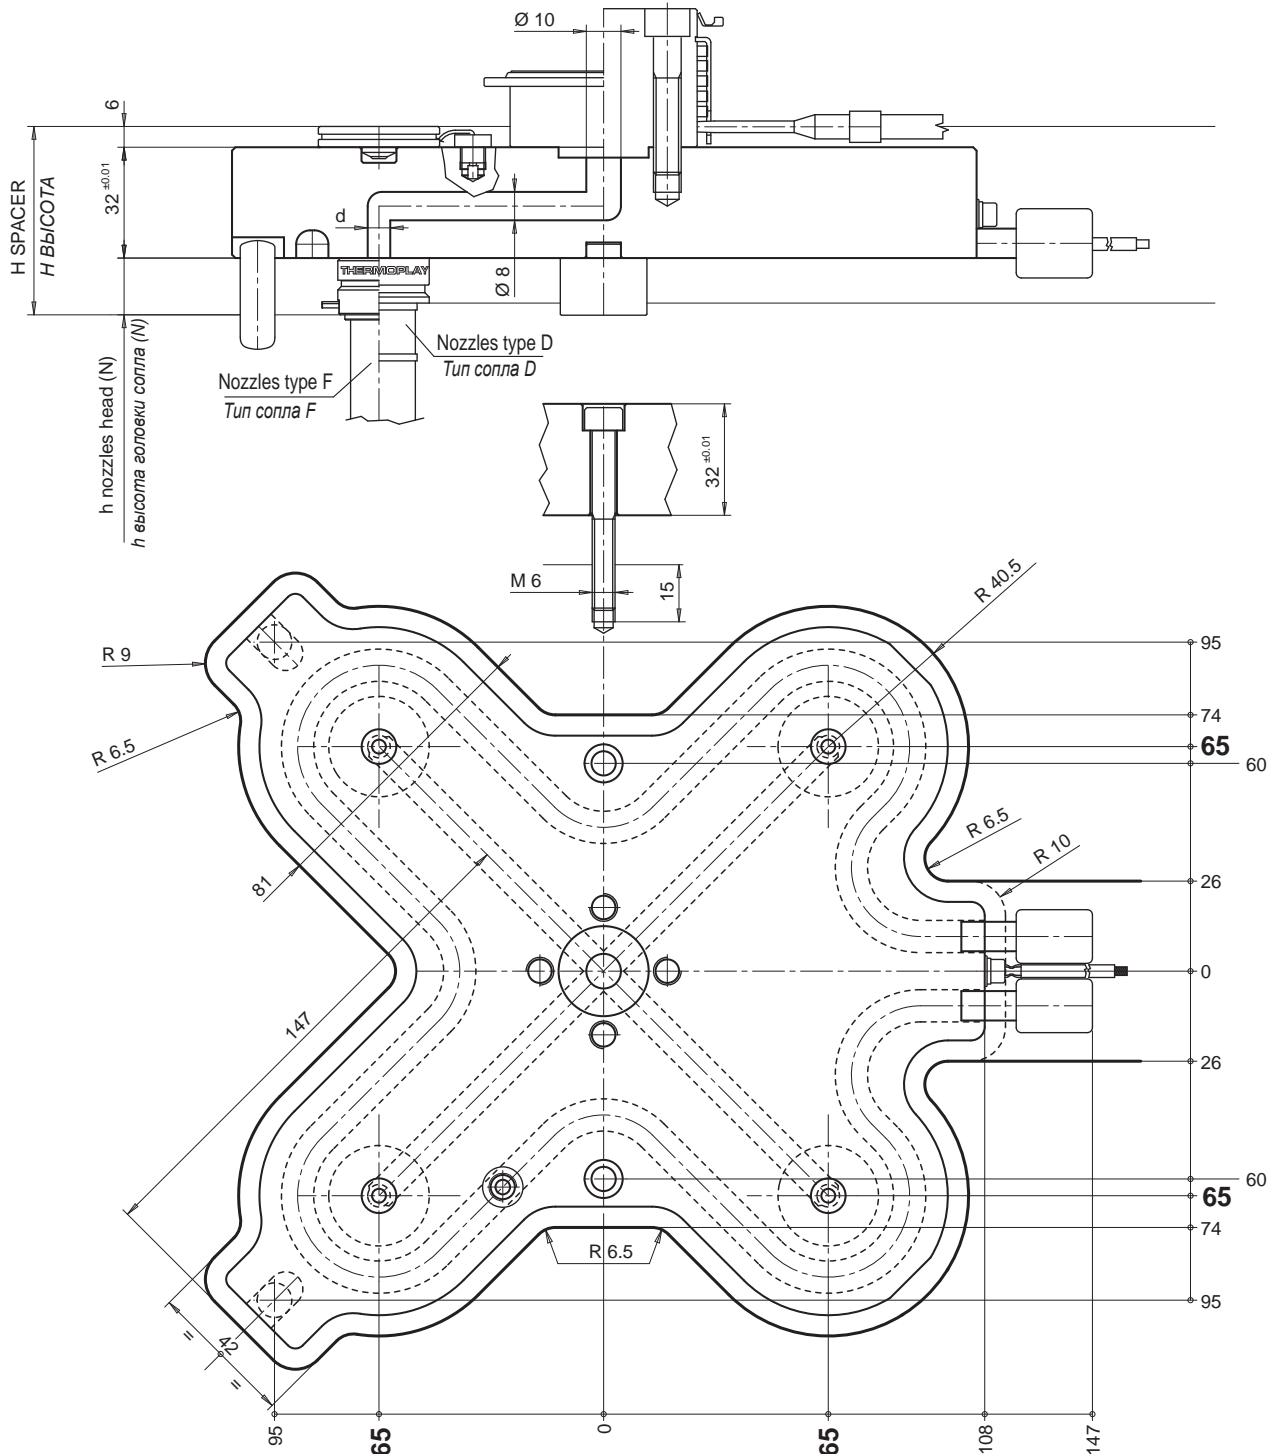 Ø 10
6
32 ±0.01
H SPACER
H ВЫСОТА
d
THERMOPLAY
Ø 8
Nozzles type D
Тип сопла D
Nozzles type F
Тип сопла F
h nozzles head (N)
h высота головки сопла (N)
32 ±0.01
M 6
15
R 40.5
R 9
R 6.5
95
74
65
60
R 6.5
R 10
81
26
0
147
26
60
65
74
R 6.5
95
42
=
=
95
65
0
65
108
147